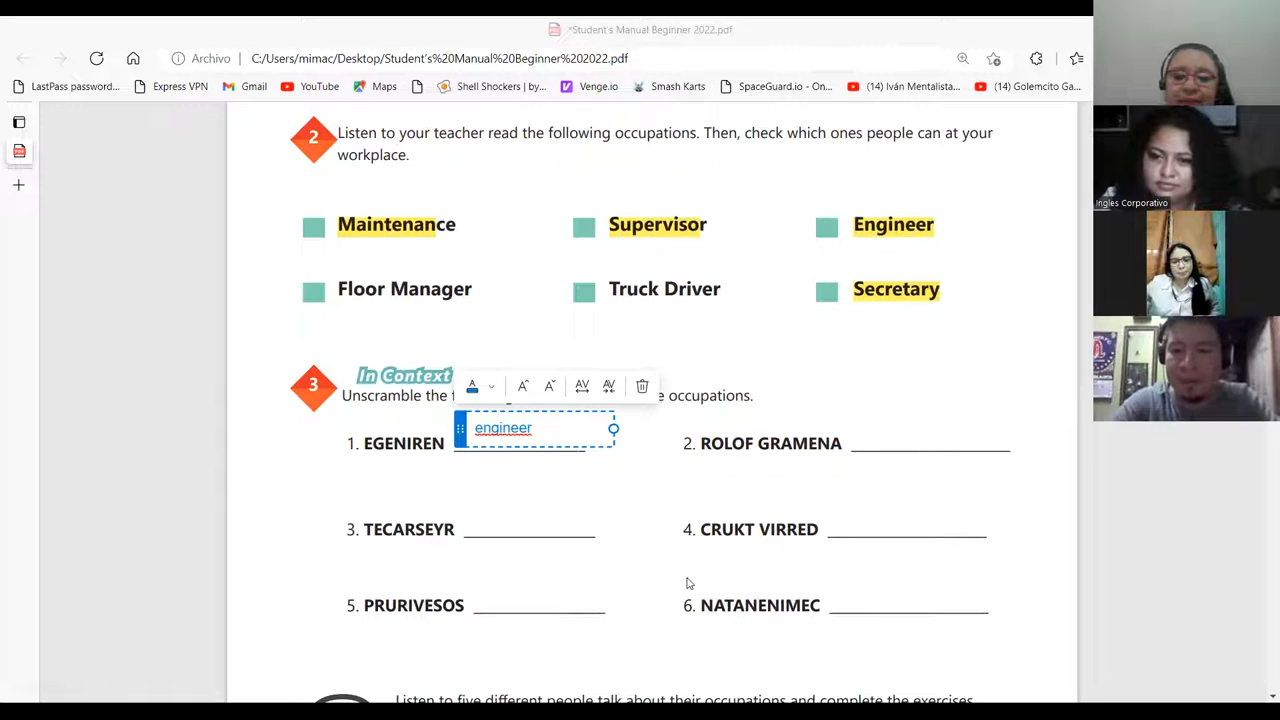 *Student's Manual Beginner 2022.pdf
Archivo C:/Users/mimac/Desktop/Student's%20Manual%20Beginner%202022.pdf
LastPass password... Express VPN Gmail YouTube Maps Shell Shockers | by... Venge.io Smash Karts SpaceGuard.io - On... (14) Iván Mentalista... (14) Golemcito Ga...
2 Listen to your teacher read the following occupations. Then, check which ones people can at your
workplace.
Maintenance Supervisor Engineer
Floor Manager Truck Driver Secretary
3 In Context
Unscramble the f e occupations.
engineer
1. EGENIREN 2. ROLOF GRAMENA
3. TECARSEYR 4. CRUKT VIRRED
5. PRURIVESOS 6. NATANENIMEC
Listen to five different people talk about their occupations and complete the exercises
Ingles Corporativo